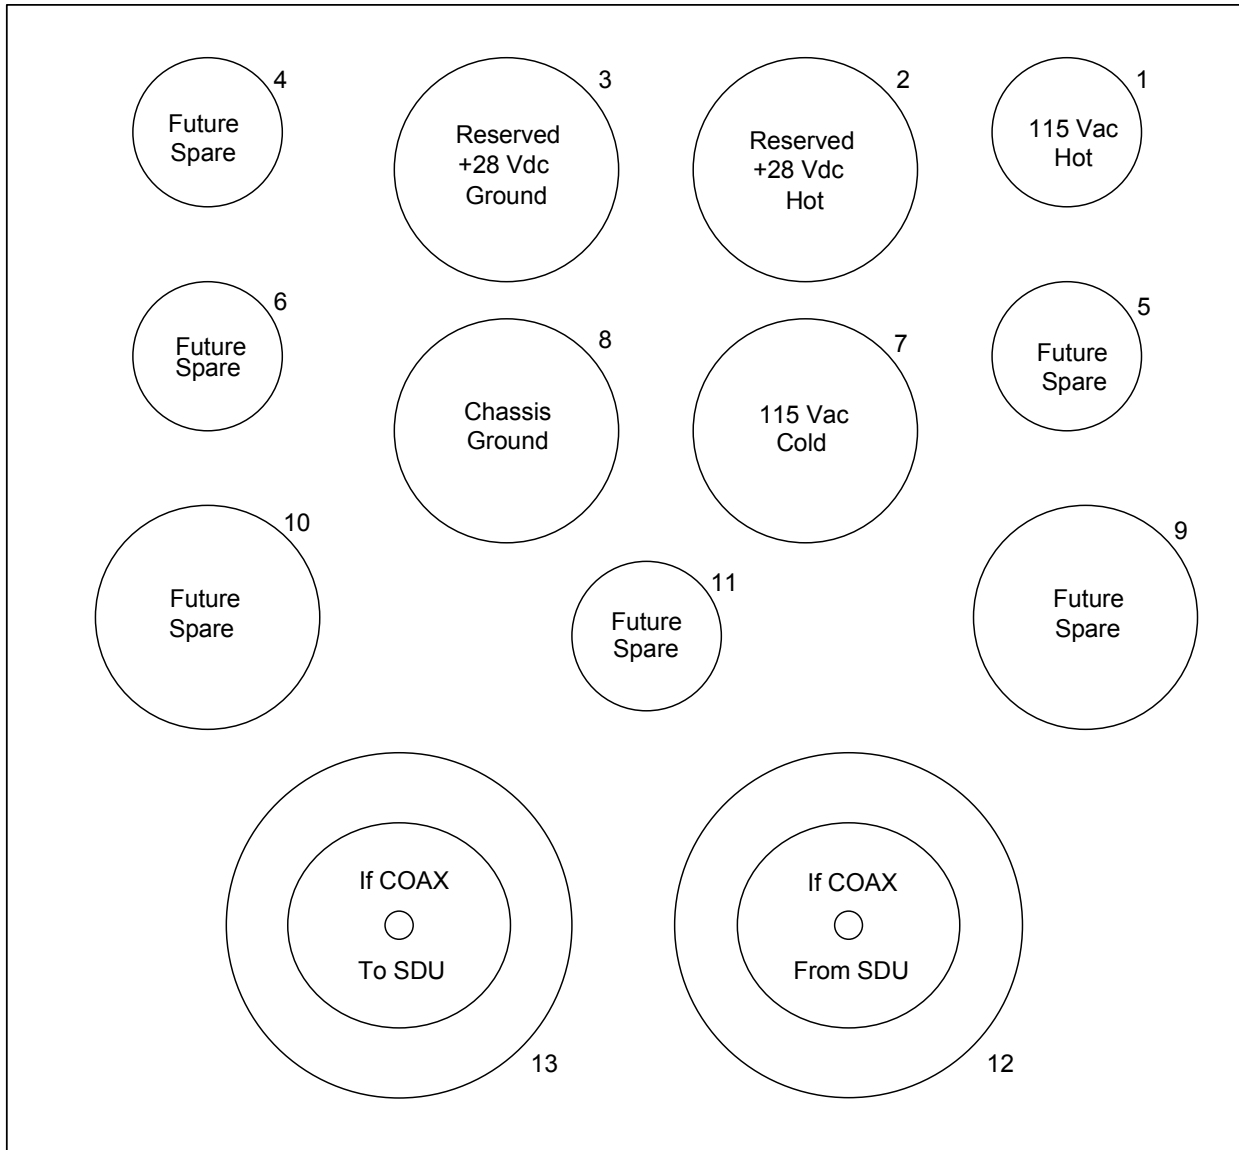 4
Future
Spare
3
Reserved
+28 Vdc
Ground
2
Reserved
+28 Vdc
Hot
1
115 Vac
Hot
6
Future
Spare
8
Chassis
Ground
7
115 Vac
Cold
5
Future
Spare
10
Future
Spare
11
Future
Spare
9
Future
Spare
If COAX
To SDU
13
If COAX
From SDU
12